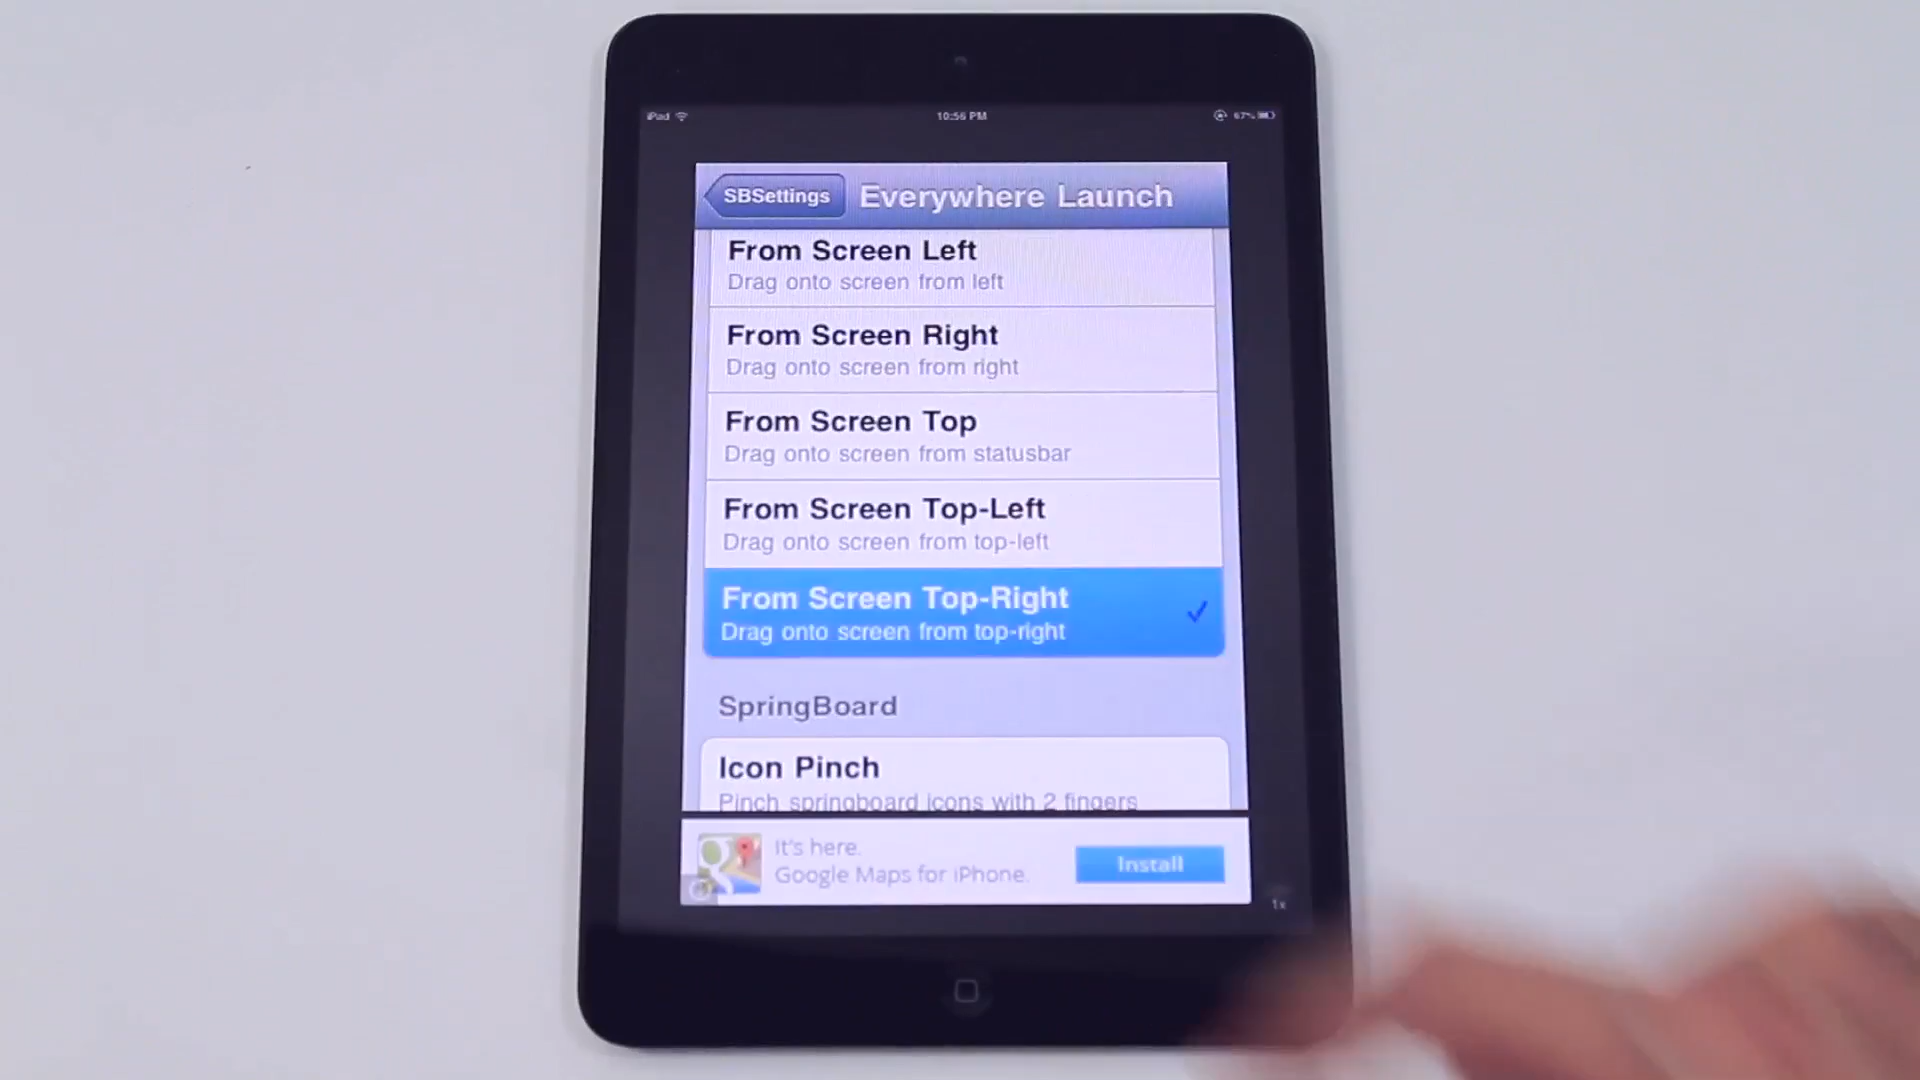 iPad
10:56 PM
67%
SBSettings
Everywhere Launch
From Screen Left
Drag onto screen from left
From Screen Right
Drag onto screen from right
From Screen Top
Drag onto screen from statusbar
From Screen Top-Left
Drag onto screen from top-left
From Screen Top-Right
Drag onto screen from top-right
SpringBoard
Icon Pinch
Pinch springboard icons with 2 fingers
It's here.
Google Maps for iPhone.
Install
1x